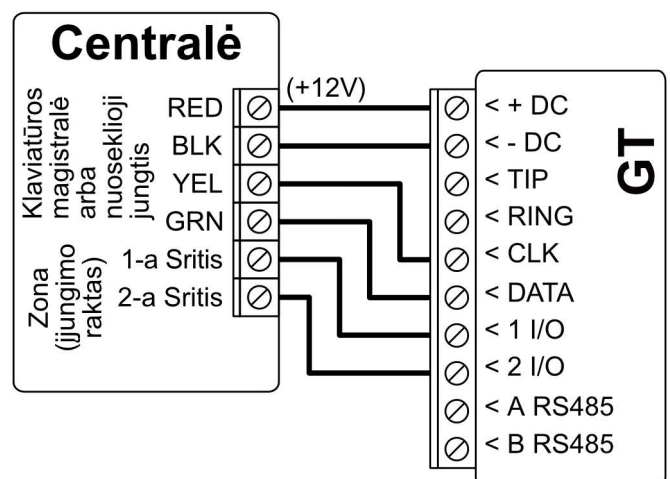 Centralė
Klaviatūros
magistralė
arba
nuoseklioji
jungtis
Zona
(įjungimo
raktas)
RED
BLK
YEL
GRN
1-a Sritis
2-a Sritis
(+12V)
< + DC
< - DC
< TIP
< RING
< CLK
< DATA
< 1 I/O
< 2 I/O
< A RS485
< B RS485
GT